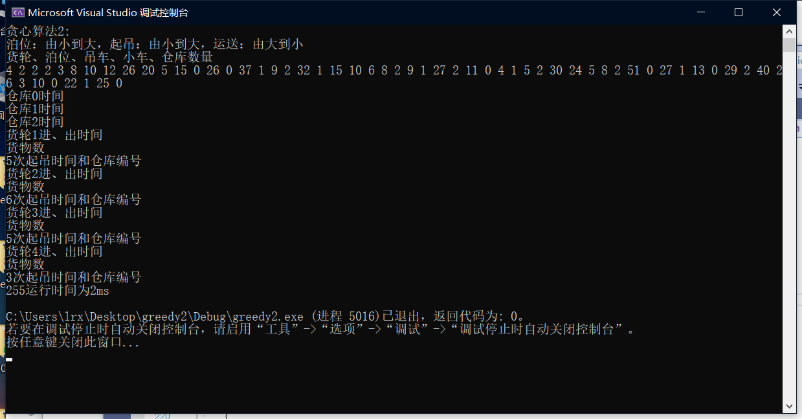 Microsoft Visual Studio 调试控制台
贪心算法2:
泊位：由小到大，起吊：由小到大，运送：由大到小
货轮、泊位、吊车、小车、仓库数量
4 2 2 2 3 8 10 12 26 20 5 15 0 26 0 37 1 9 2 32 1 15 10 6 8 2 9 1 27 2 11 0 4 1 5 2 30 24 5 8 2 51 0 27 1 13 0 29 2 40 2
6 3 10 0 22 1 25 0
仓库0时间
仓库1时间
仓库2时间
货轮1进、出时间
货物数
5次起吊时间和仓库编号
货轮2进、出时间
货物数
6次起吊时间和仓库编号
货轮3进、出时间
货物数
5次起吊时间和仓库编号
货轮4进、出时间
货物数
3次起吊时间和仓库编号
255运行时间为2ms
C:\Users\lrx\Desktop\greedy2\Debug\greedy2.exe (进程 5016)已退出，返回代码为: 0。
若要在调试停止时自动关闭控制台，请启用“工具”->“选项”->“调试”->“调试停止时自动关闭控制台”。
按任意键关闭此窗口...